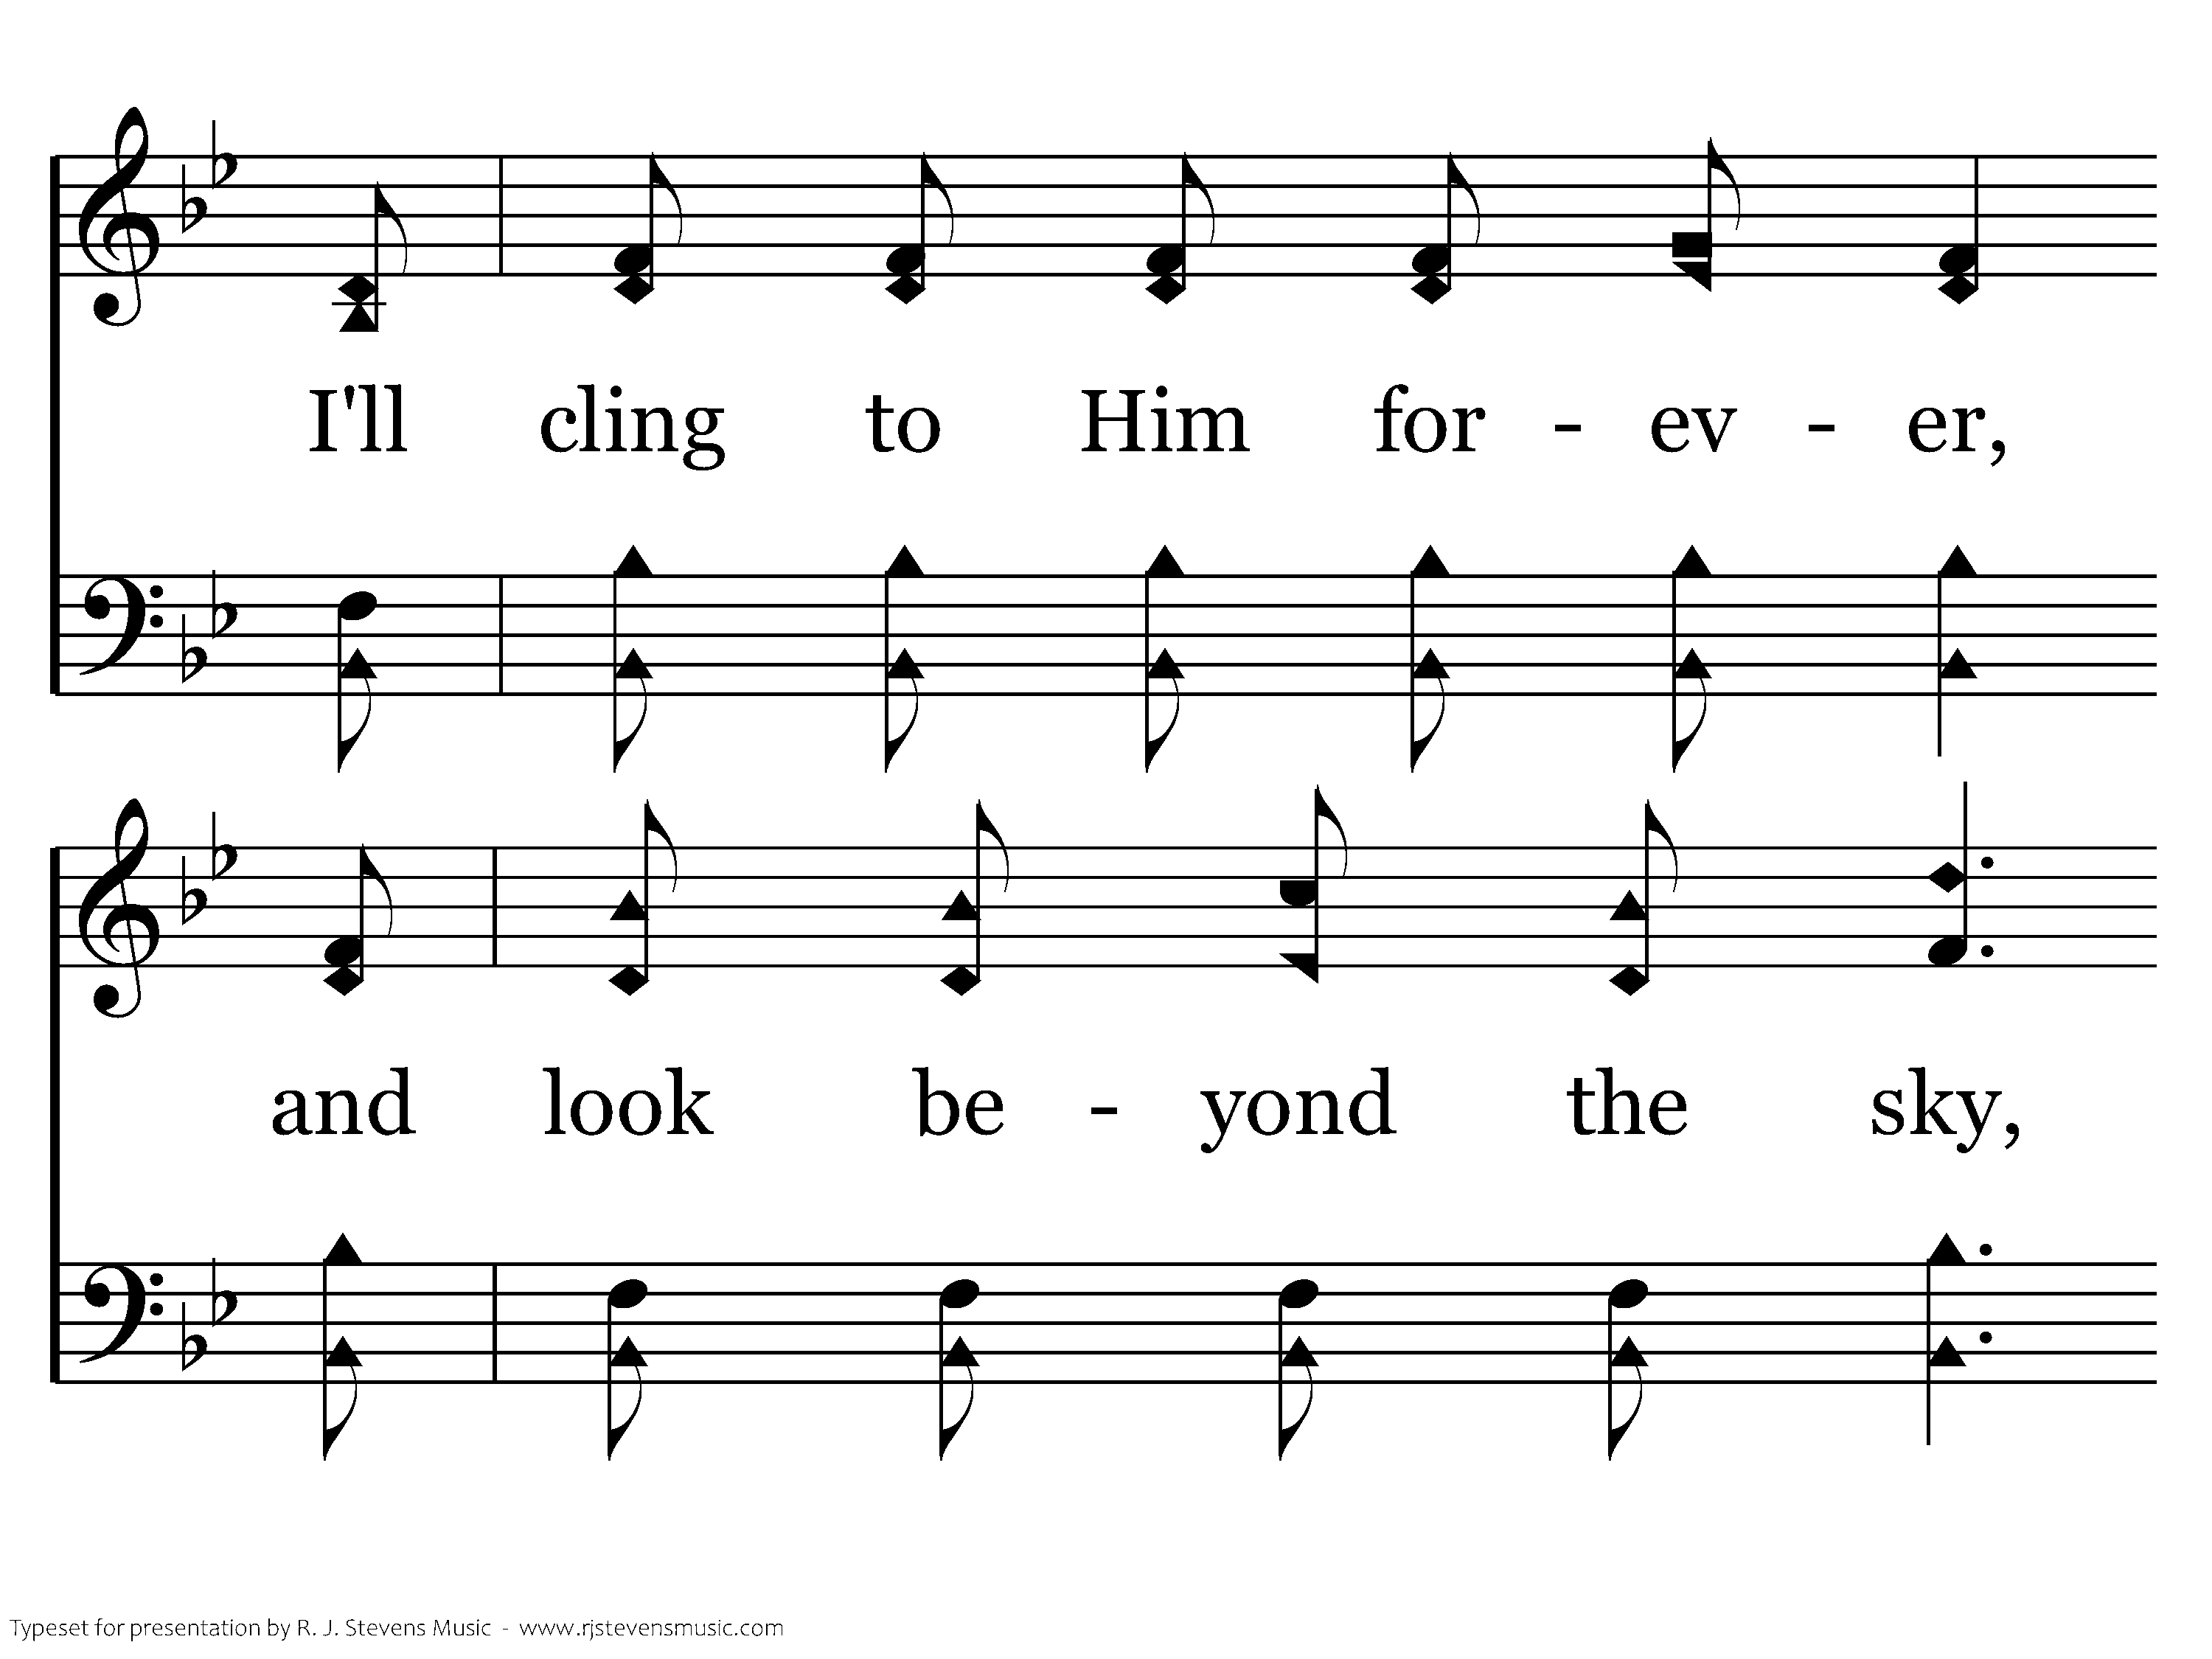 I'll cling to Him for - ev - er,
and look be - yond the sky,
Typeset for presentation by R. J. Stevens Music - www.rjstevensmusic.com